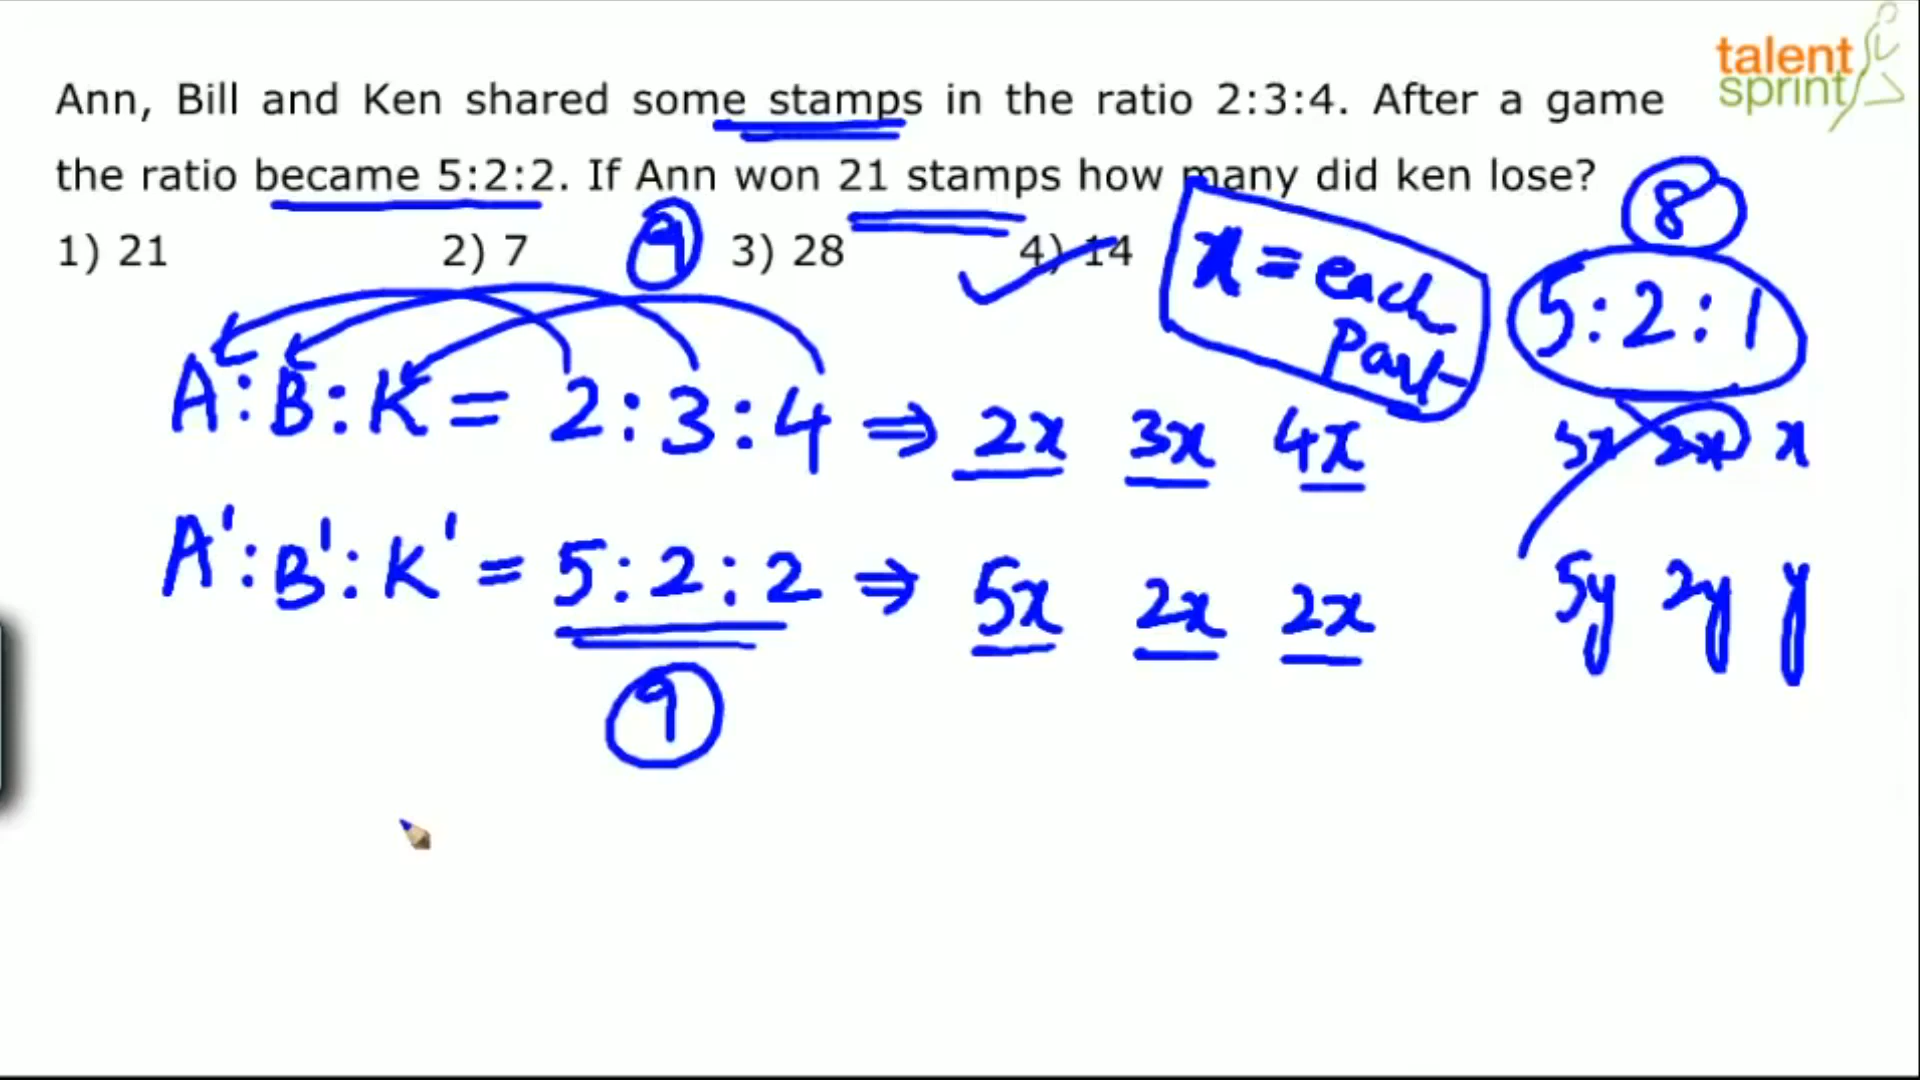 talent
sprint
Ann, Bill and Ken shared some stamps in the ratio 2:3:4. After a game
the ratio became 5:2:2. If Ann won 21 stamps how many did ken lose?
1) 21 2) 7 3) 28 4) 14
9
x = each
Part
8
5:2:1
A:B:K = 2:3:4 ⇒ 2x 3x 4x
5x 2x x
A':B':K' = 5:2:2 ⇒ 5x 2x 2x
5y 2y y
9